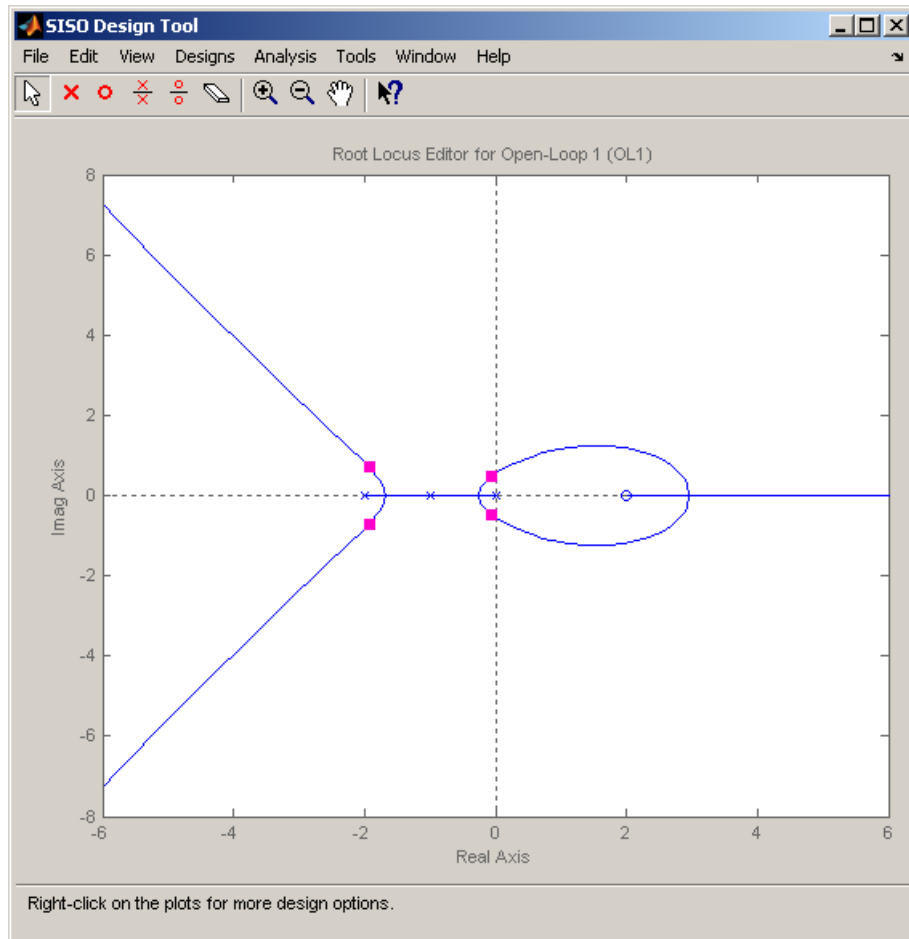 SISO Design Tool
File Edit View Designs Analysis Tools Window Help
Root Locus Editor for Open-Loop 1 (OL1)
8
6
4
2
0
-2
-4
-6
-8
Imag Axis
-6 -4 -2 0 2 4 6
Real Axis
Right-click on the plots for more design options.